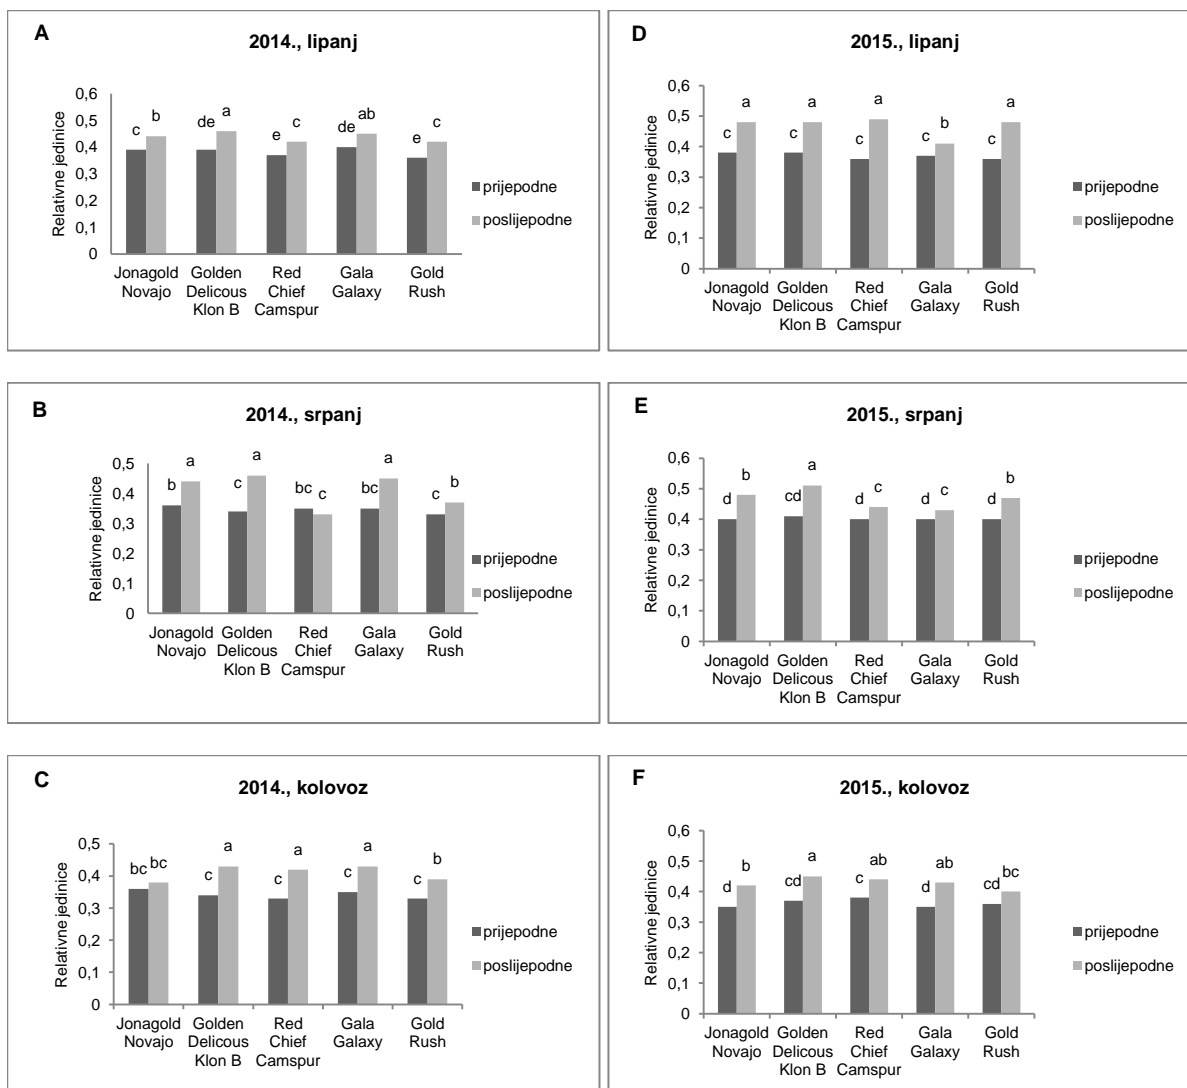 A
2014., lipanj
Relativne jedinice
0,6
0,5
0,4
0,3
0,2
0,1
0
c b de a e c de ab e c
Jonagold Novajo
Golden Delicous Klon B
Red Chief Camspur
Gala Galaxy
Gold Rush
prijepodne
poslijepodne
D
2015., lipanj
Relativne jedinice
0,6
0,5
0,4
0,3
0,2
0,1
0
c a c a c a c b c a
Jonagold Novajo
Golden Delicous Klon B
Red Chief Camspur
Gala Galaxy
Gold Rush
prijepodne
poslijepodne
B
2014., srpanj
Relativne jedinice
0,5
0,4
0,3
0,2
0,1
0
b a c a bc c bc a c b
Jonagold Novajo
Golden Delicous Klon B
Red Chief Camspur
Gala Galaxy
Gold Rush
prijepodne
poslijepodne
E
2015., srpanj
Relativne jedinice
0,6
0,5
0,4
0,3
0,2
0,1
0
d b cd a d c d c d b
Jonagold Novajo
Golden Delicous Klon B
Red Chief Camspur
Gala Galaxy
Gold Rush
prijepodne
poslijepodne
C
2014., kolovoz
Relativne jedinice
0,5
0,4
0,3
0,2
0,1
0
bc bc c a c a c a c b
Jonagold Novajo
Golden Delicous Klon B
Red Chief Camspur
Gala Galaxy
Gold Rush
prijepodne
poslijepodne
F
2015., kolovoz
Relativne jedinice
0,6
0,5
0,4
0,3
0,2
0,1
0
d b cd a c ab d ab cd bc
Jonagold Novajo
Golden Delicous Klon B
Red Chief Camspur
Gala Galaxy
Gold Rush
prijepodne
poslijepodne